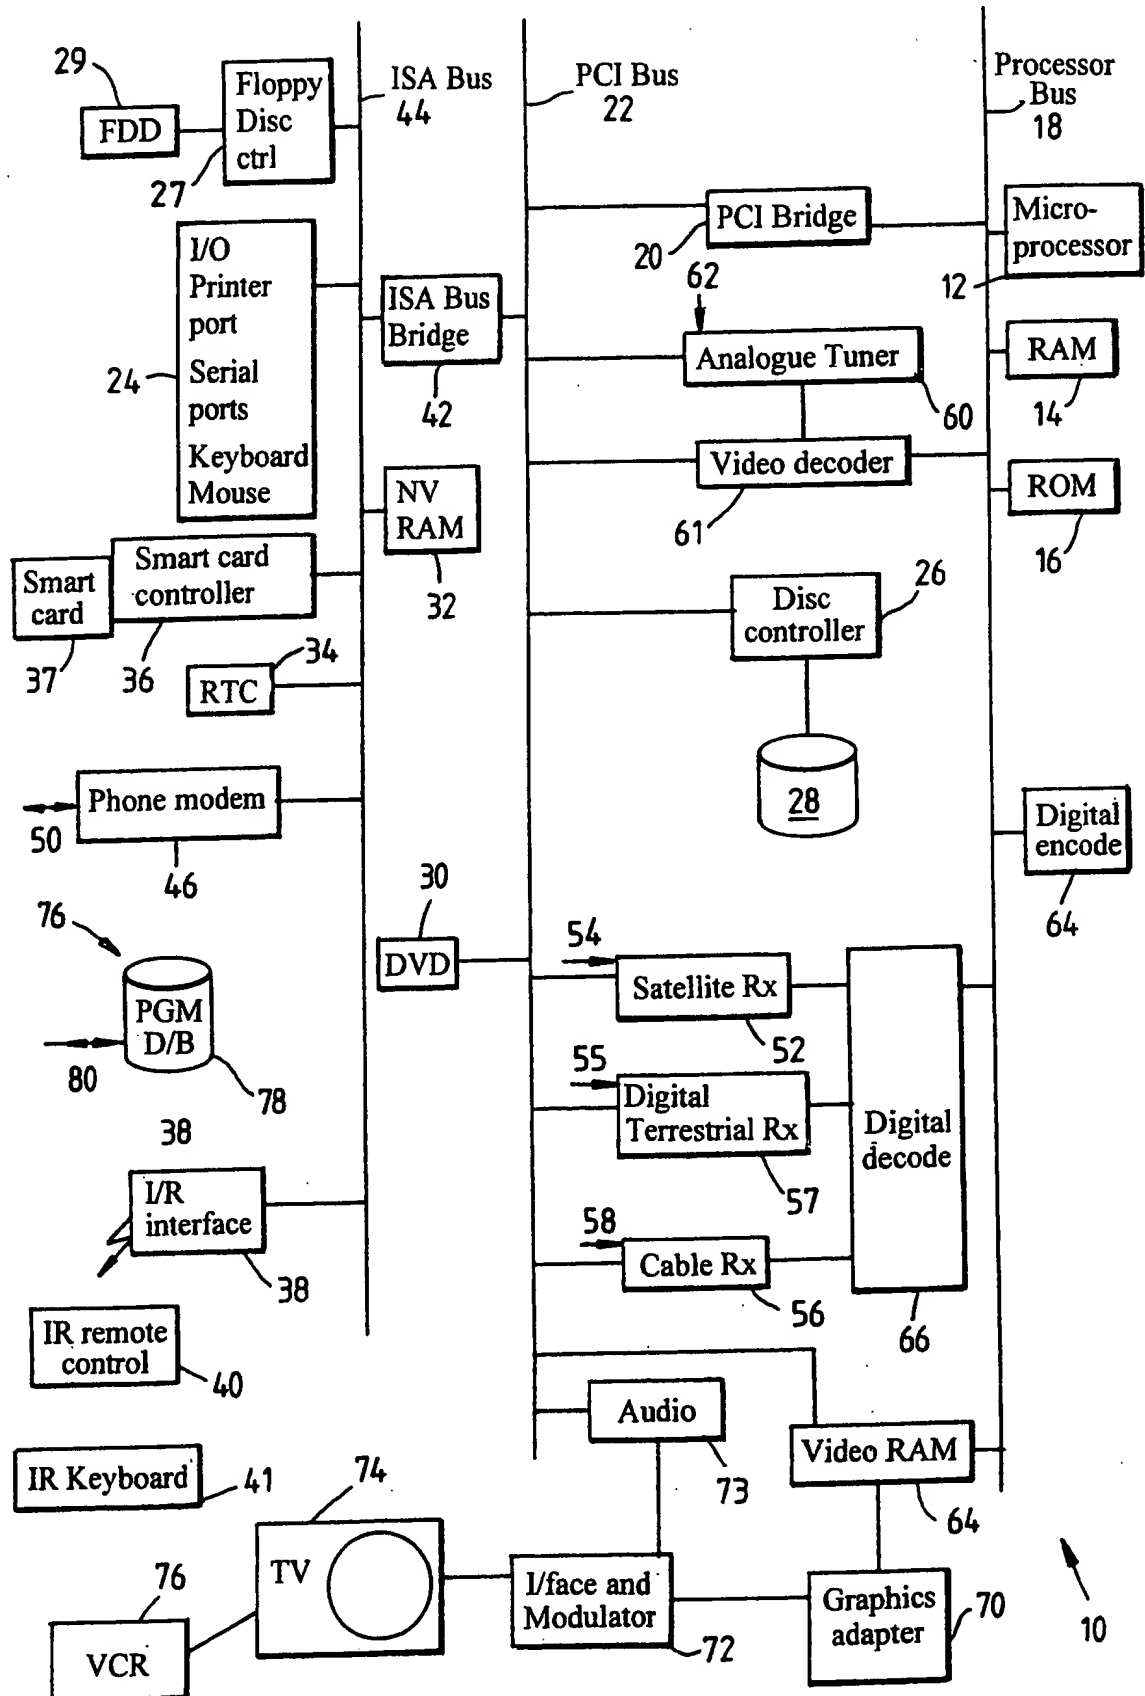 29
FDD
Floppy
Disc
ctrl
27
ISA Bus
44
PCI Bus
22
Processor
Bus
18
I/O
Printer
port
Serial
ports
Keyboard
Mouse
24
ISA Bus
Bridge
42
PCI Bridge
20
Micro-
processor
12
62
Analogue Tuner
60
RAM
14
Video decoder
61
ROM
16
NV
RAM
32
Smart
card
37
Smart card
controller
36
34
RTC
Disc
controller
26
28
Phone modem
50
46
Digital
encode
64
76
PGM
D/B
80
78
30
DVD
54
Satellite Rx
52
55
Digital
Terrestrial Rx
57
58
Cable Rx
56
Digital
decode
66
38
I/R
interface
38
IR remote
control
40
IR Keyboard
41
Audio
73
Video RAM
64
74
TV
76
VCR
I/face and
Modulator
72
Graphics
adapter
70
10